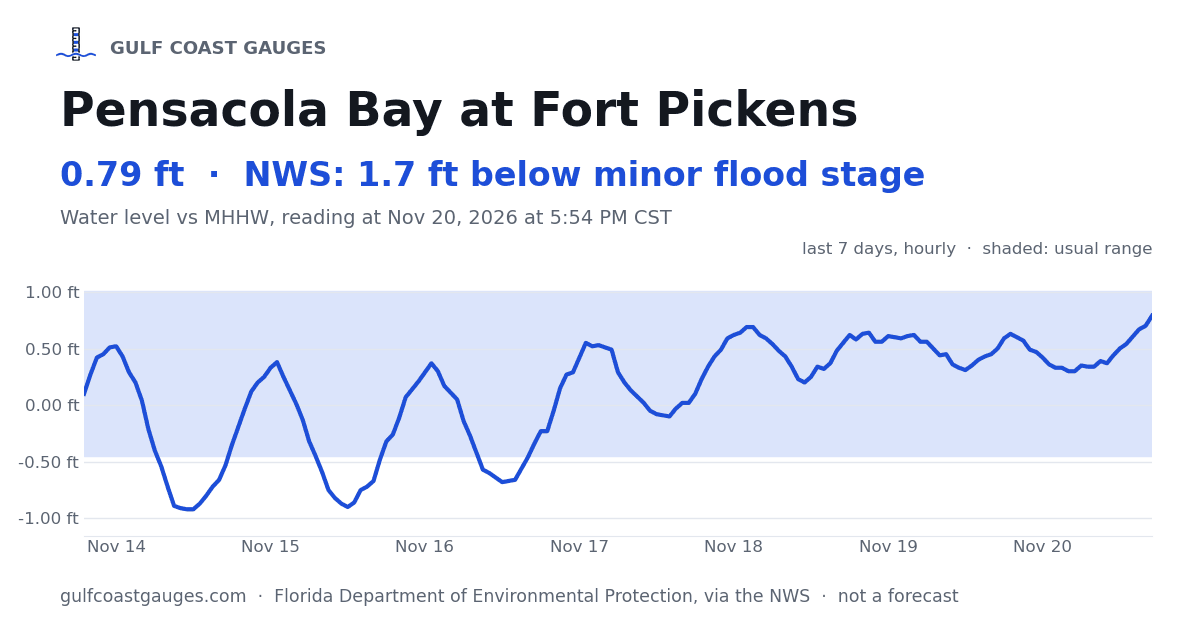 GULF COAST GAUGES
Pensacola Bay at Fort Pickens
0.79 ft · NWS: 1.7 ft below minor flood stage
Water level vs MHHW, reading at Nov 20, 2026 at 5:54 PM CST
last 7 days, hourly · shaded: usual range
1.00 ft
0.50 ft
0.00 ft
-0.50 ft
-1.00 ft
Nov 14 Nov 15 Nov 16 Nov 17 Nov 18 Nov 19 Nov 20
gulfcoastgauges.com · Florida Department of Environmental Protection, via the NWS · not a forecast